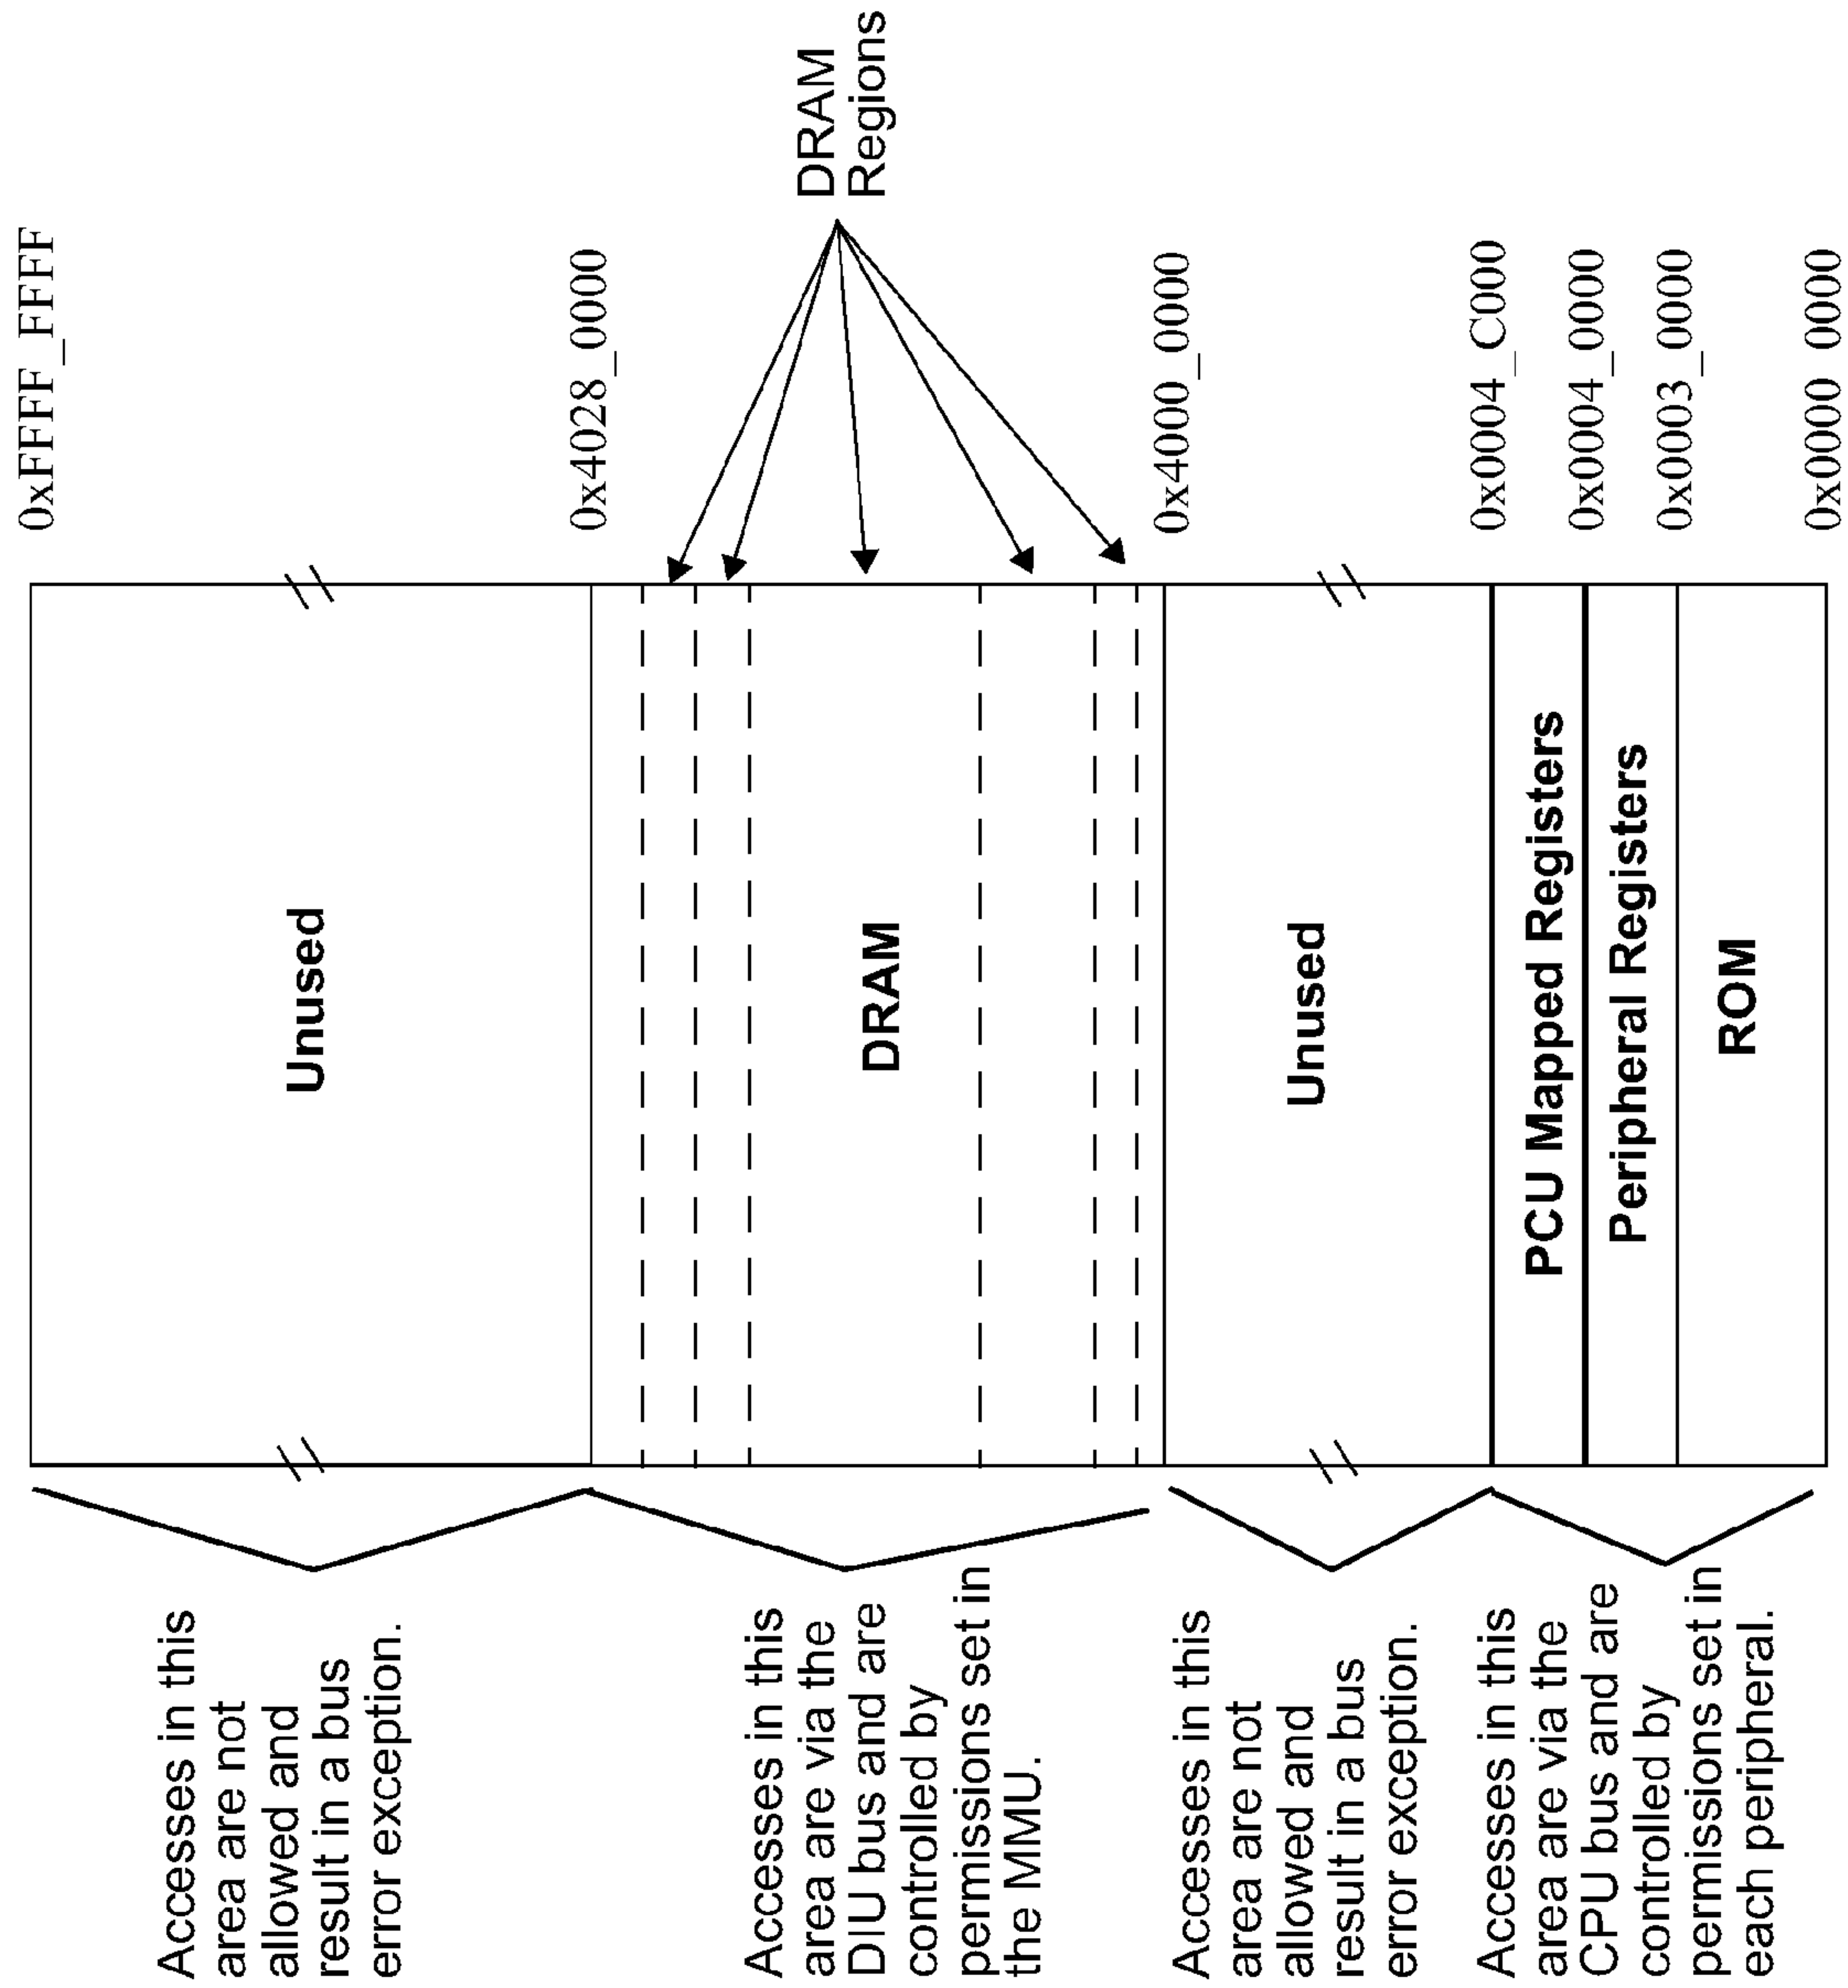 Accesses in this
area are not
allowed and
result in a bus
error exception.
Unused
0xFFFF_FFFF
0x4028_0000
Accesses in this
area are via the
DIU bus and are
controlled by
permissions set in
the MMU.
DRAM
DRAM
Regions
0x4000_0000
Accesses in this
area are not
allowed and
result in a bus
error exception.
Unused
0x0004_C000
Accesses in this
area are via the
CPU bus and are
controlled by
permissions set in
each peripheral.
PCU Mapped Registers
0x0004_0000
Peripheral Registers
0x0003_0000
ROM
0x0000 0000